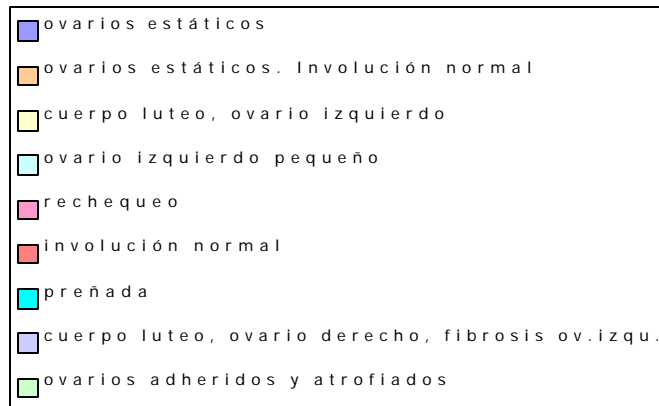 ovarios estáticos
ovarios estáticos. Involución normal
cuerpo luteo, ovario izquierdo
ovario izquierdo pequeño
rechequeo
involución normal
preñada
cuerpo luteo, ovario derecho, fibrosis ov.izqu.
ovarios adheridos y atrofiados